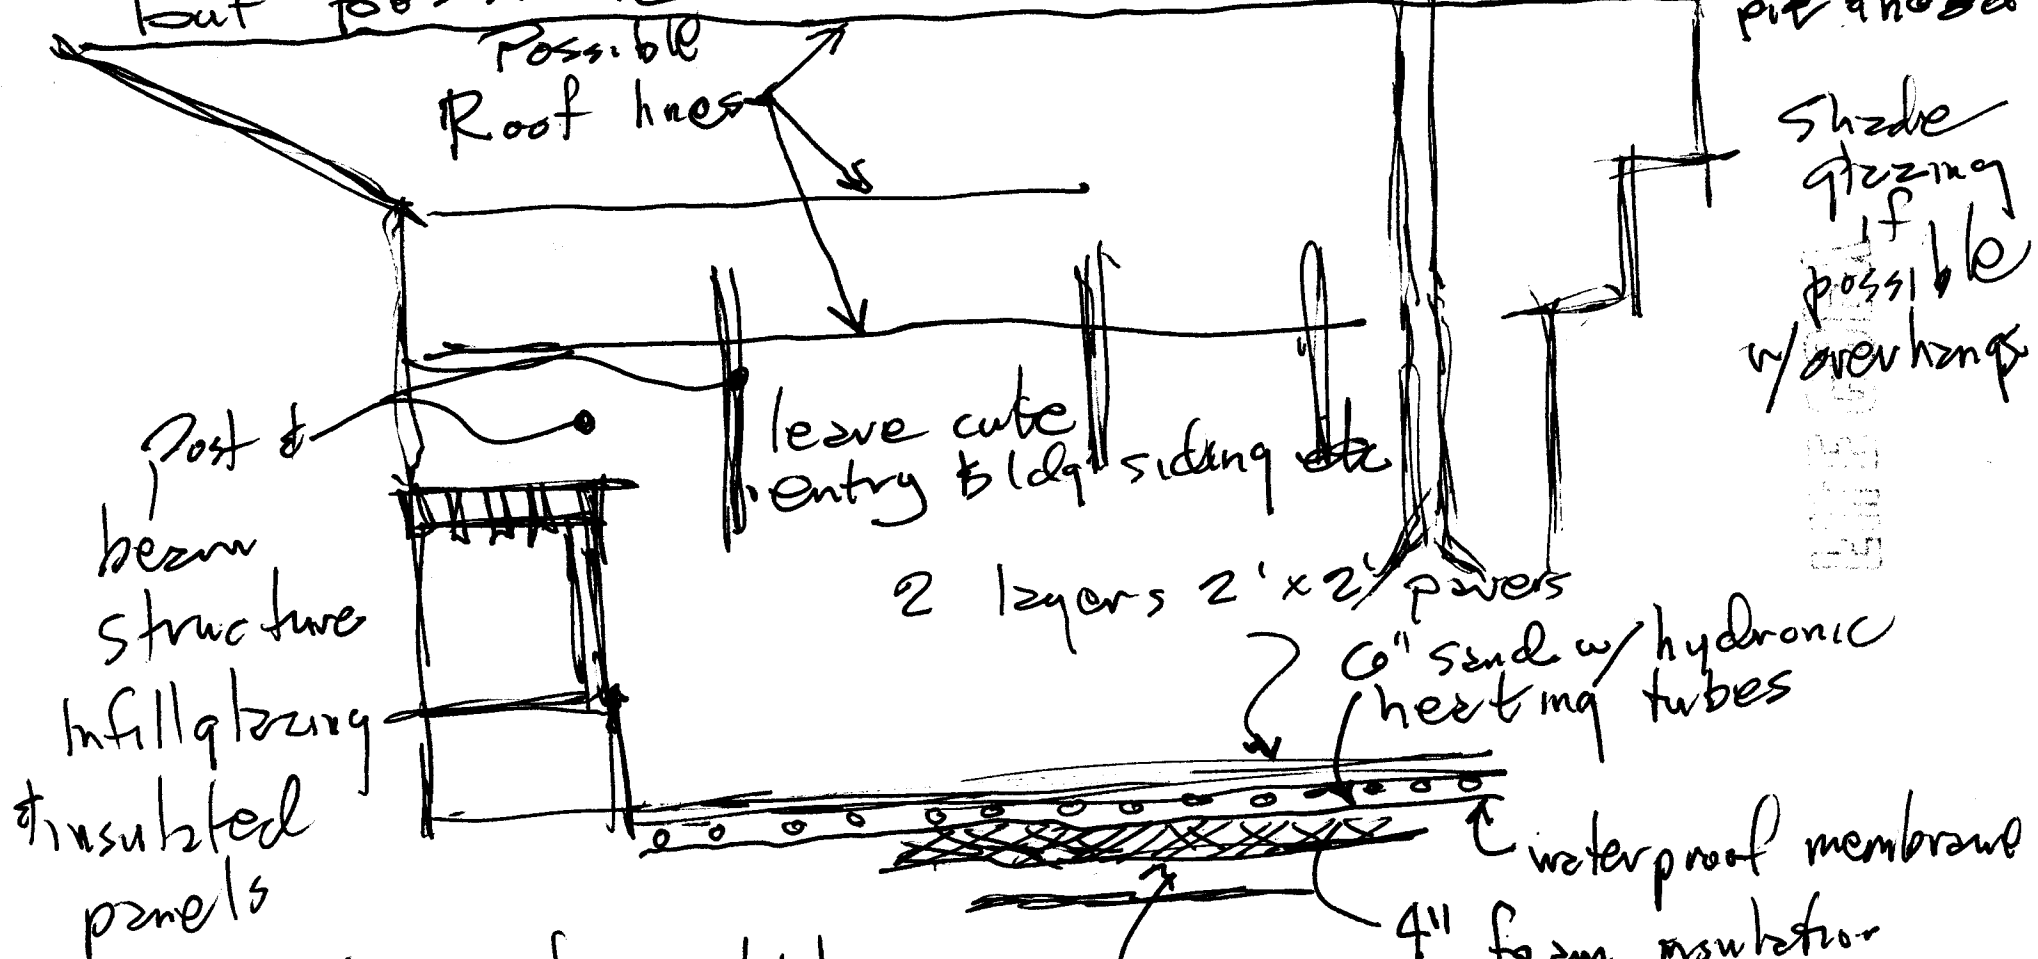 but
Possible
Roof lines
Shade
glazing
if
possible
w/overhangs
Post &
beam
structure
Infill glazing
& insulated
panels
leave cute
entry bldg siding etc
2 layers 2'x2' pavers
6" sand w/ hydronic
heating tubes
waterproof membrane
4" foam insulation